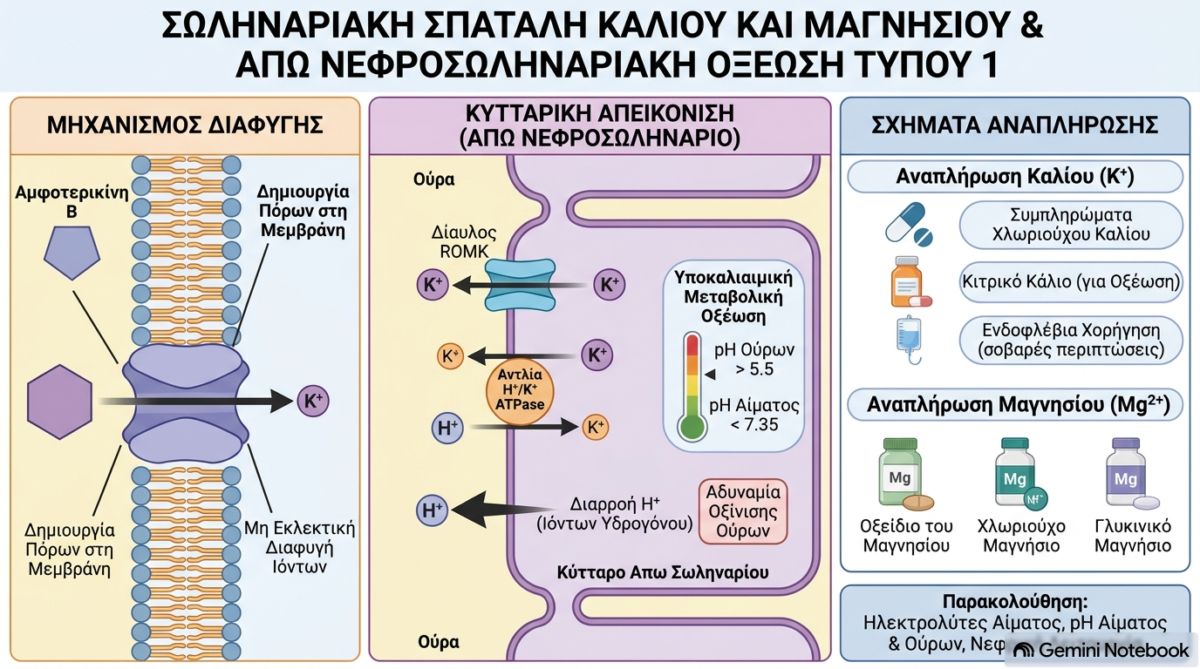 ΣΩΛΗΝΑΡΙΑΚΗ ΣΠΑΤΑΛΗ ΚΑΛΙΟΥ ΚΑΙ ΜΑΓΝΗΣΙΟΥ &
ΑΠΩ ΝΕΦΡΟΣΩΛΗΝΑΡΙΑΚΗ ΟΞΕΩΣΗ ΤΥΠΟΥ 1
ΜΗΧΑΝΙΣΜΟΣ ΔΙΑΦΥΓΗΣ
Αμφοτερικίνη
Β
Δημιουργία
Πόρων στη
Μεμβράνη
K⁺
Δημιουργία
Πόρων στη
Μεμβράνη
Μη Εκλεκτική
Διαφυγή
Ιόντων
ΚΥΤΤΑΡΙΚΗ ΑΠΕΙΚΟΝΙΣΗ
(ΑΠΩ ΝΕΦΡΟΣΩΛΗΝΑΡΙΟ)
Ούρα
Δίαυλος
ROMK
K⁺
K⁺
K⁺
K⁺
Αντλία
H⁺/K⁺
ATPase
H⁺
K⁺
H⁺
Διαρροή H⁺
(Ιόντων Υδρογόνου)
Υποκαλιαιμική
Μεταβολική
Οξέωση
pH Ούρων
> 5.5
pH Αίματος
< 7.35
Αδυναμία
Οξίνισης
Ούρων
Κύτταρο Απω Σωληναρίου
Ούρα
ΣΧΗΜΑΤΑ ΑΝΑΠΛΗΡΩΣΗΣ
Αναπλήρωση Καλίου (K⁺)
Συμπληρώματα
Χλωριούχου Καλίου
Κιτρικό Κάλιο (για Οξέωση)
Ενδοφλέβια Χορήγηση
(σοβαρές περιπτώσεις)
Αναπλήρωση Μαγνησίου (Mg²⁺)
Mg
Mg
Mg
Οξείδιο του
Μαγνησίου
Χλωριούχο
Μαγνήσιο
Γλυκινικό
Μαγνήσιο
Παρακολούθηση:
Ηλεκτρολύτες Αίματος, pH Αίματος
& Ούρων,
Gemini Notebook